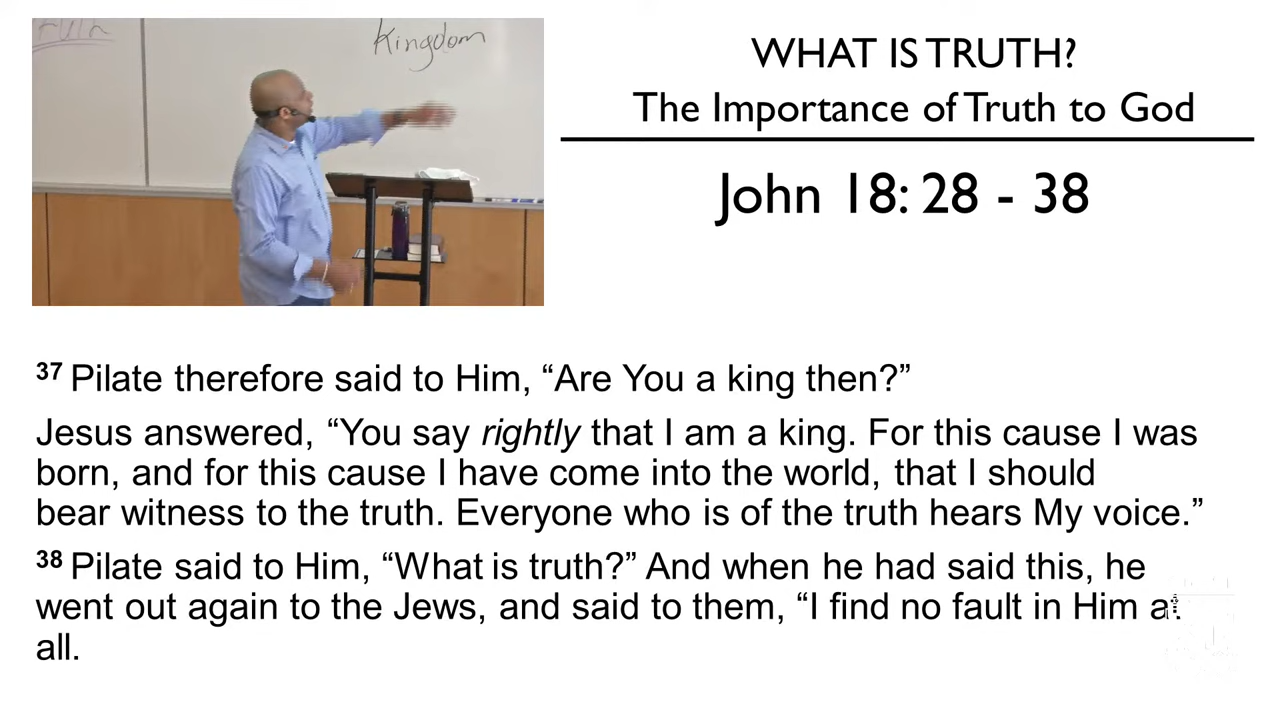 Kingdom
WHAT IS TRUTH?
The Importance of Truth to God
John 18: 28 - 38
37 Pilate therefore said to Him, “Are You a king then?”
Jesus answered, “You say rightly that I am a king. For this cause I was
born, and for this cause I have come into the world, that I should
bear witness to the truth. Everyone who is of the truth hears My voice.”
38 Pilate said to Him, “What is truth?” And when he had said this, he
went out again to the Jews, and said to them, “I find no fault in Him at
all.